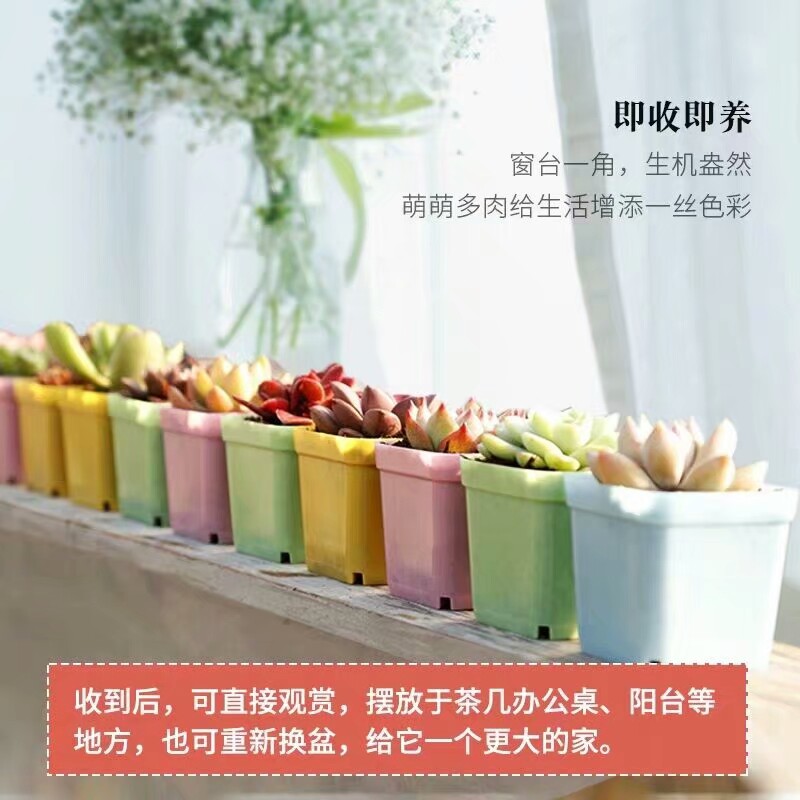 即收即养
窗台一角，生机盎然
萌萌多肉给生活增添一丝色彩
收到后，可直接观赏，摆放于茶几办公桌、阳台等
地方，也可重新换盆，给它一个更大的家。